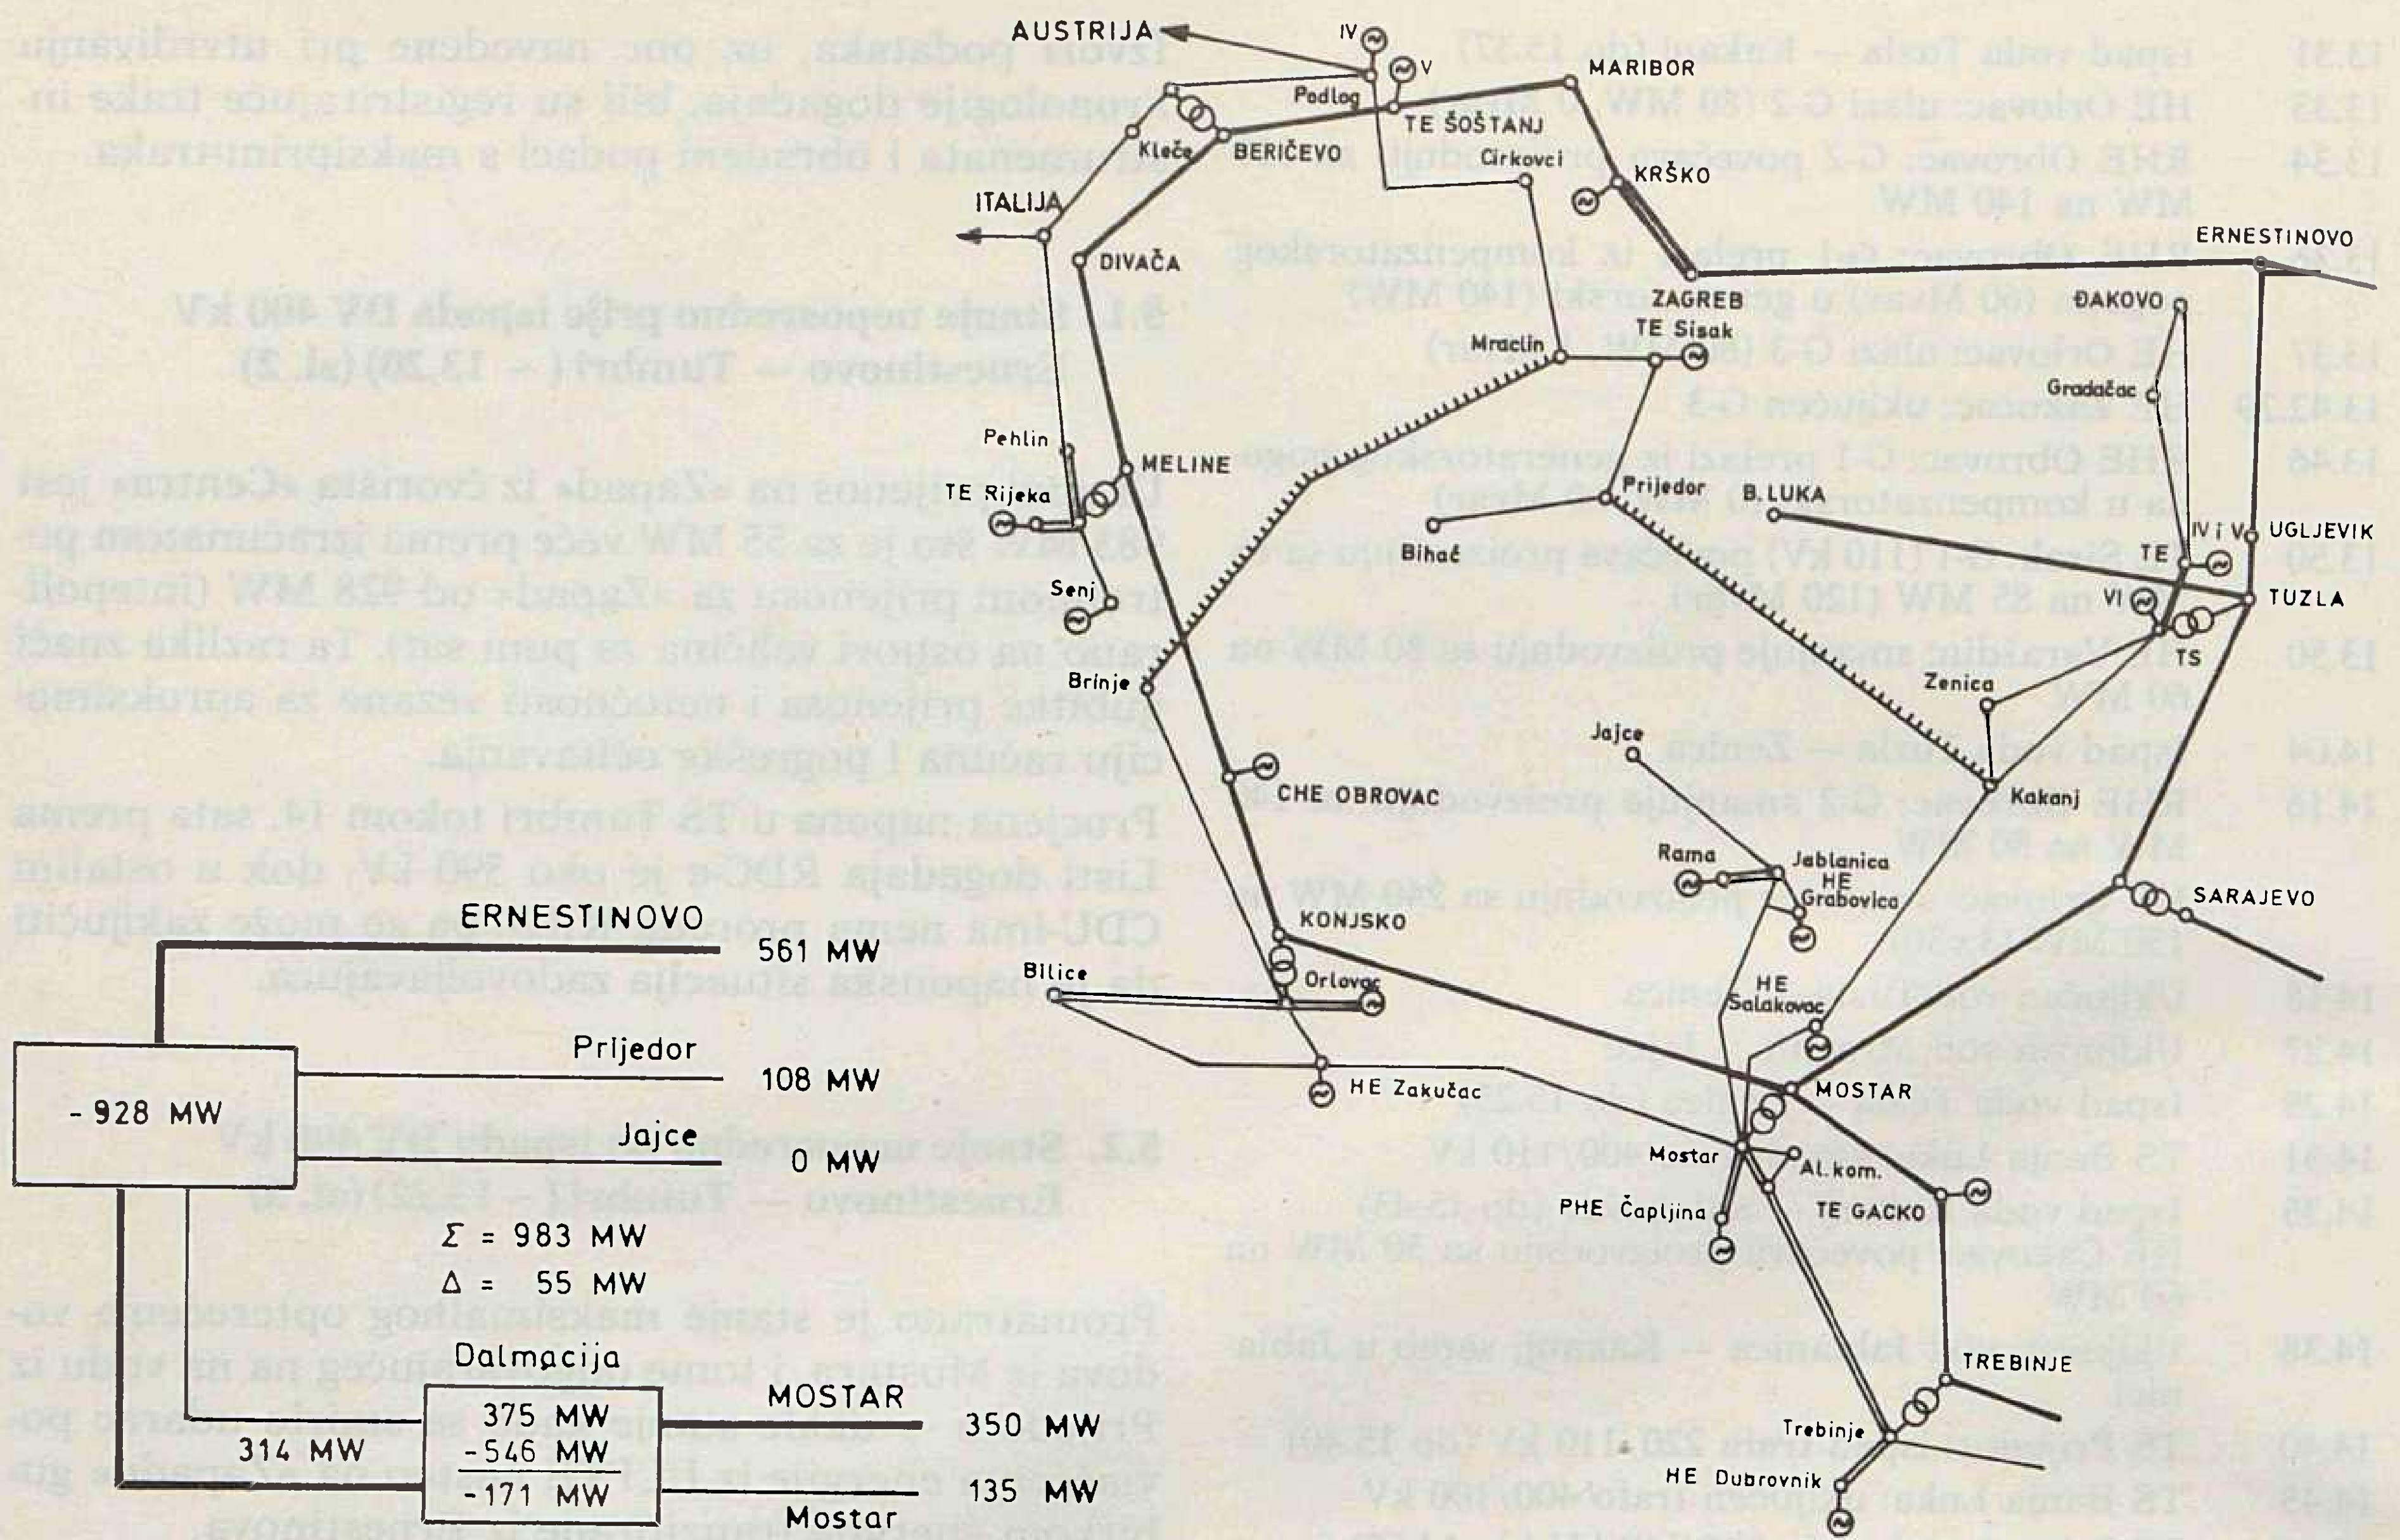 AUSTRIJA
IV
V
MARIBOR
Podlog
TE ŠOŠTANJ
Kleče
BERIČEVO
Cirkovci
KRŠKO
ITALIJA
ERNESTINOVO
DIVAČA
ZAGREB
ĐAKOVO
TE Sisak
Mraclin
Gradačac
Pehlin
MELINE
TE Rijeka
Prijedor
B.LUKA
Bihać
IV i V
UGLJEVIK
TE
Senj
VI
TUZLA
TS
Brinje
Zenica
Jajce
CHE OBROVAC
Kakanj
Rama
Jablanica
HE
Grabovica
SARAJEVO
KONJSKO
Bilice
Orlovac
HE
Salakovac
HE Zakučac
MOSTAR
Mostar
Al.kom.
PHE Čapljina
TE GACKO
TREBINJE
Trebinje
HE Dubrovnik
ERNESTINOVO
561 MW
Prijedor
108 MW
- 928 MW
Jajce
0 MW
Σ = 983 MW
Δ = 55 MW
Dalmacija
375 MW
MOSTAR
350 MW
314 MW
-546 MW
-171 MW
135 MW
Mostar